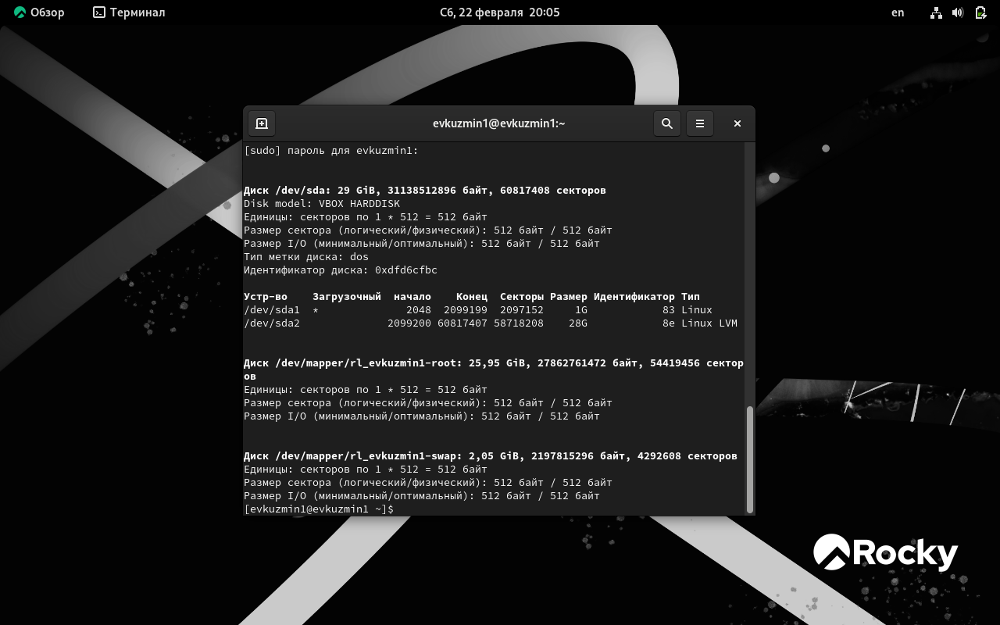 Обзор
Терминал
Сб, 22 февраля 20:05
en
evkuzmin1@evkuzmin1:~
[sudo] пароль для evkuzmin1:
Диск /dev/sda: 29 GiB, 31138512896 байт, 60817408 секторов
Disk model: VBOX HARDDISK
Единицы: секторов по 1 * 512 = 512 байт
Размер сектора (логический/физический): 512 байт / 512 байт
Размер I/O (минимальный/оптимальный): 512 байт / 512 байт
Тип метки диска: dos
Идентификатор диска: 0xdfd6cfbc
Устр-во    Загрузочный  начало    Конец  Секторы Размер Идентификатор Тип
/dev/sda1  *              2048  2099199  2097152     1G            83 Linux
/dev/sda2              2099200 60817407 58718208    28G            8e Linux LVM
Диск /dev/mapper/rl_evkuzmin1-root: 25,95 GiB, 27862761472 байт, 54419456 сектор
ов
Единицы: секторов по 1 * 512 = 512 байт
Размер сектора (логический/физический): 512 байт / 512 байт
Размер I/O (минимальный/оптимальный): 512 байт / 512 байт
Диск /dev/mapper/rl_evkuzmin1-swap: 2,05 GiB, 2197815296 байт, 4292608 секторов
Единицы: секторов по 1 * 512 = 512 байт
Размер сектора (логический/физический): 512 байт / 512 байт
Размер I/O (минимальный/оптимальный): 512 байт / 512 байт
[evkuzmin1@evkuzmin1 ~]$
Rocky